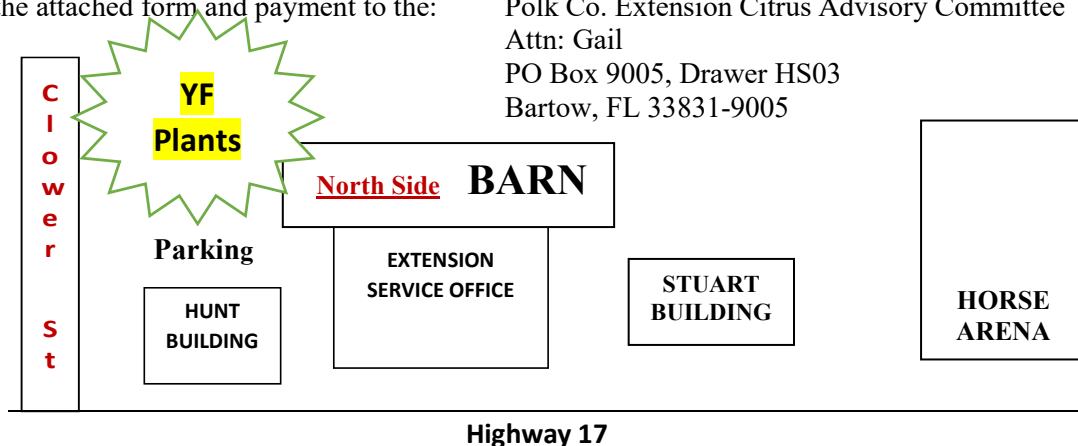 the attached form and payment to the:
Polk Co. Extension Citrus Advisory Committee
Attn: Gail
PO Box 9005, Drawer HS03
Bartow, FL 33831-9005
Clower St
YF
Plants
North Side BARN
Parking
EXTENSION
SERVICE OFFICE
HUNT
BUILDING
STUART
BUILDING
HORSE
ARENA
Highway 17